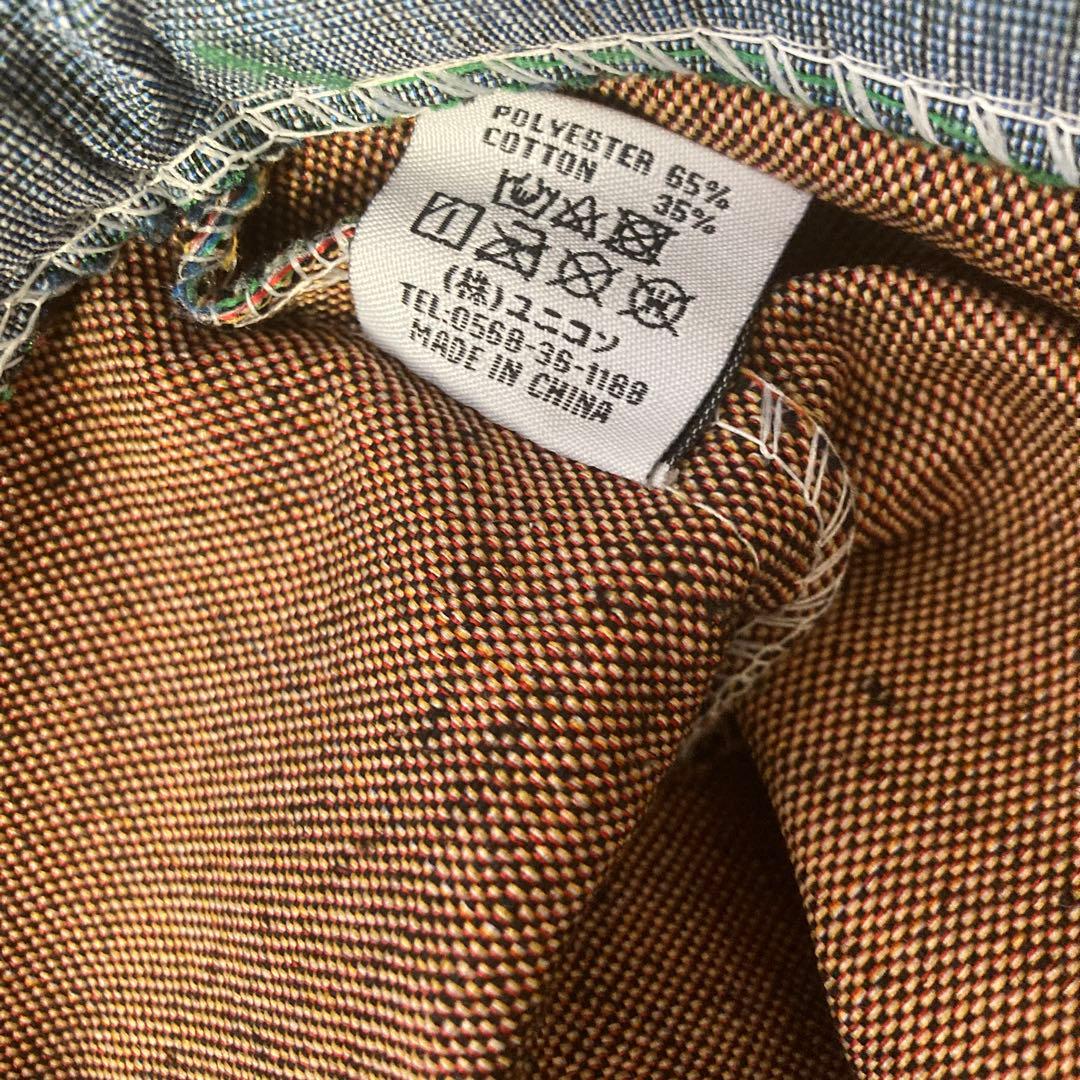 POLYESTER 65%
COTTON 35%
(株)ユニコン
TEL:0568-36-1188
MADE IN CHINA